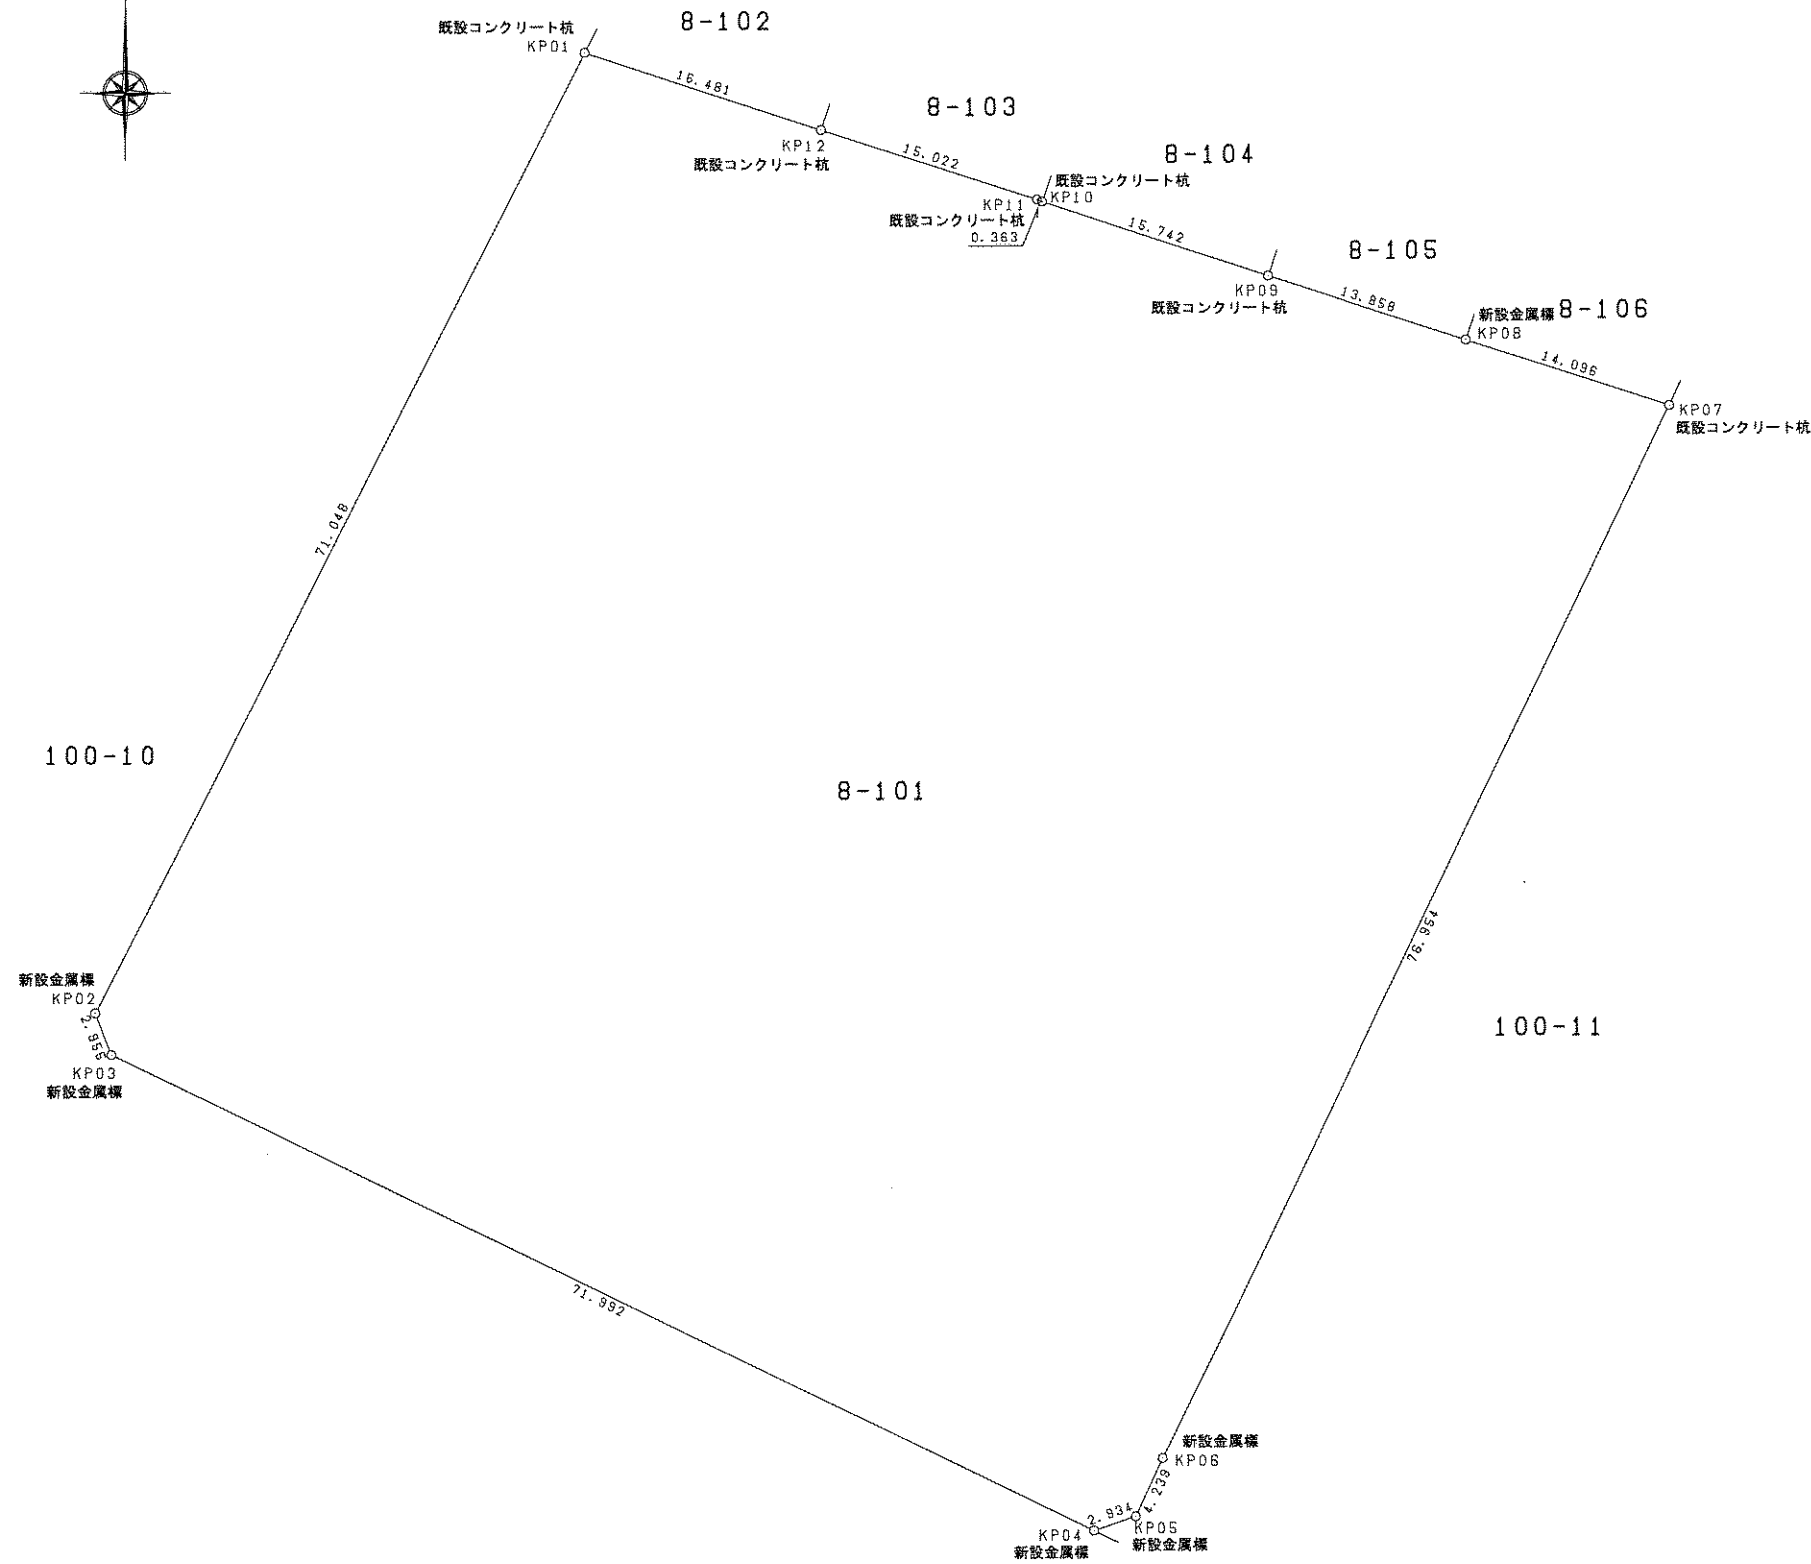 8-102
既設コンクリート杭
KP01
16.481
8-103
KP12
既設コンクリート杭
15.022
8-104
既設コンクリート杭
KP10
KP11
既設コンクリート杭
0.363
15.742
8-105
KP09
既設コンクリート杭
13.858
新設金属標
8-106
KP08
14.096
KP07
既設コンクリート杭
71.048
100-10
8-101
76.954
新設金属標
KP02
KP03
新設金属標
100-11
71.992
新設金属標
KP06
4.239
2.934
KP04
新設金属標
KP05
新設金属標